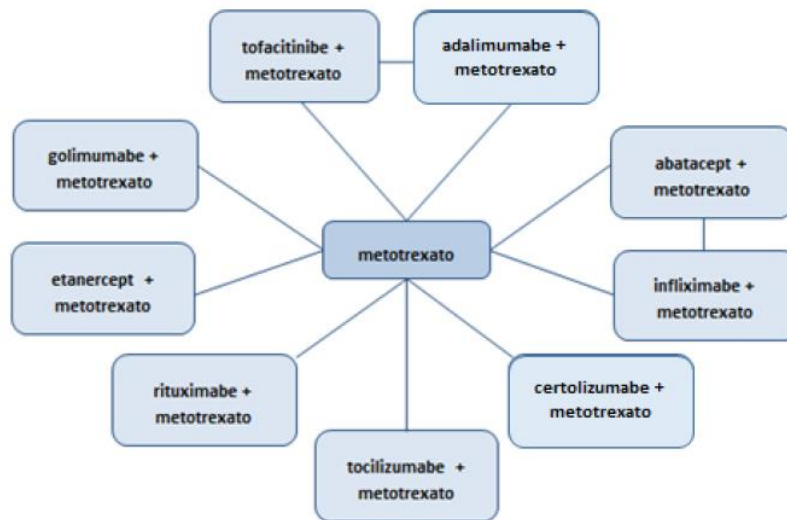 tofacitinibe +
metotrexato
adalimumabe +
metotrexato
golimumabe +
metotrexato
abatacept +
metotrexato
metotrexato
etanercept +
metotrexato
infliximabe +
metotrexato
rituximabe +
metotrexato
certolizumabe +
metotrexato
tocilizumabe +
metotrexato